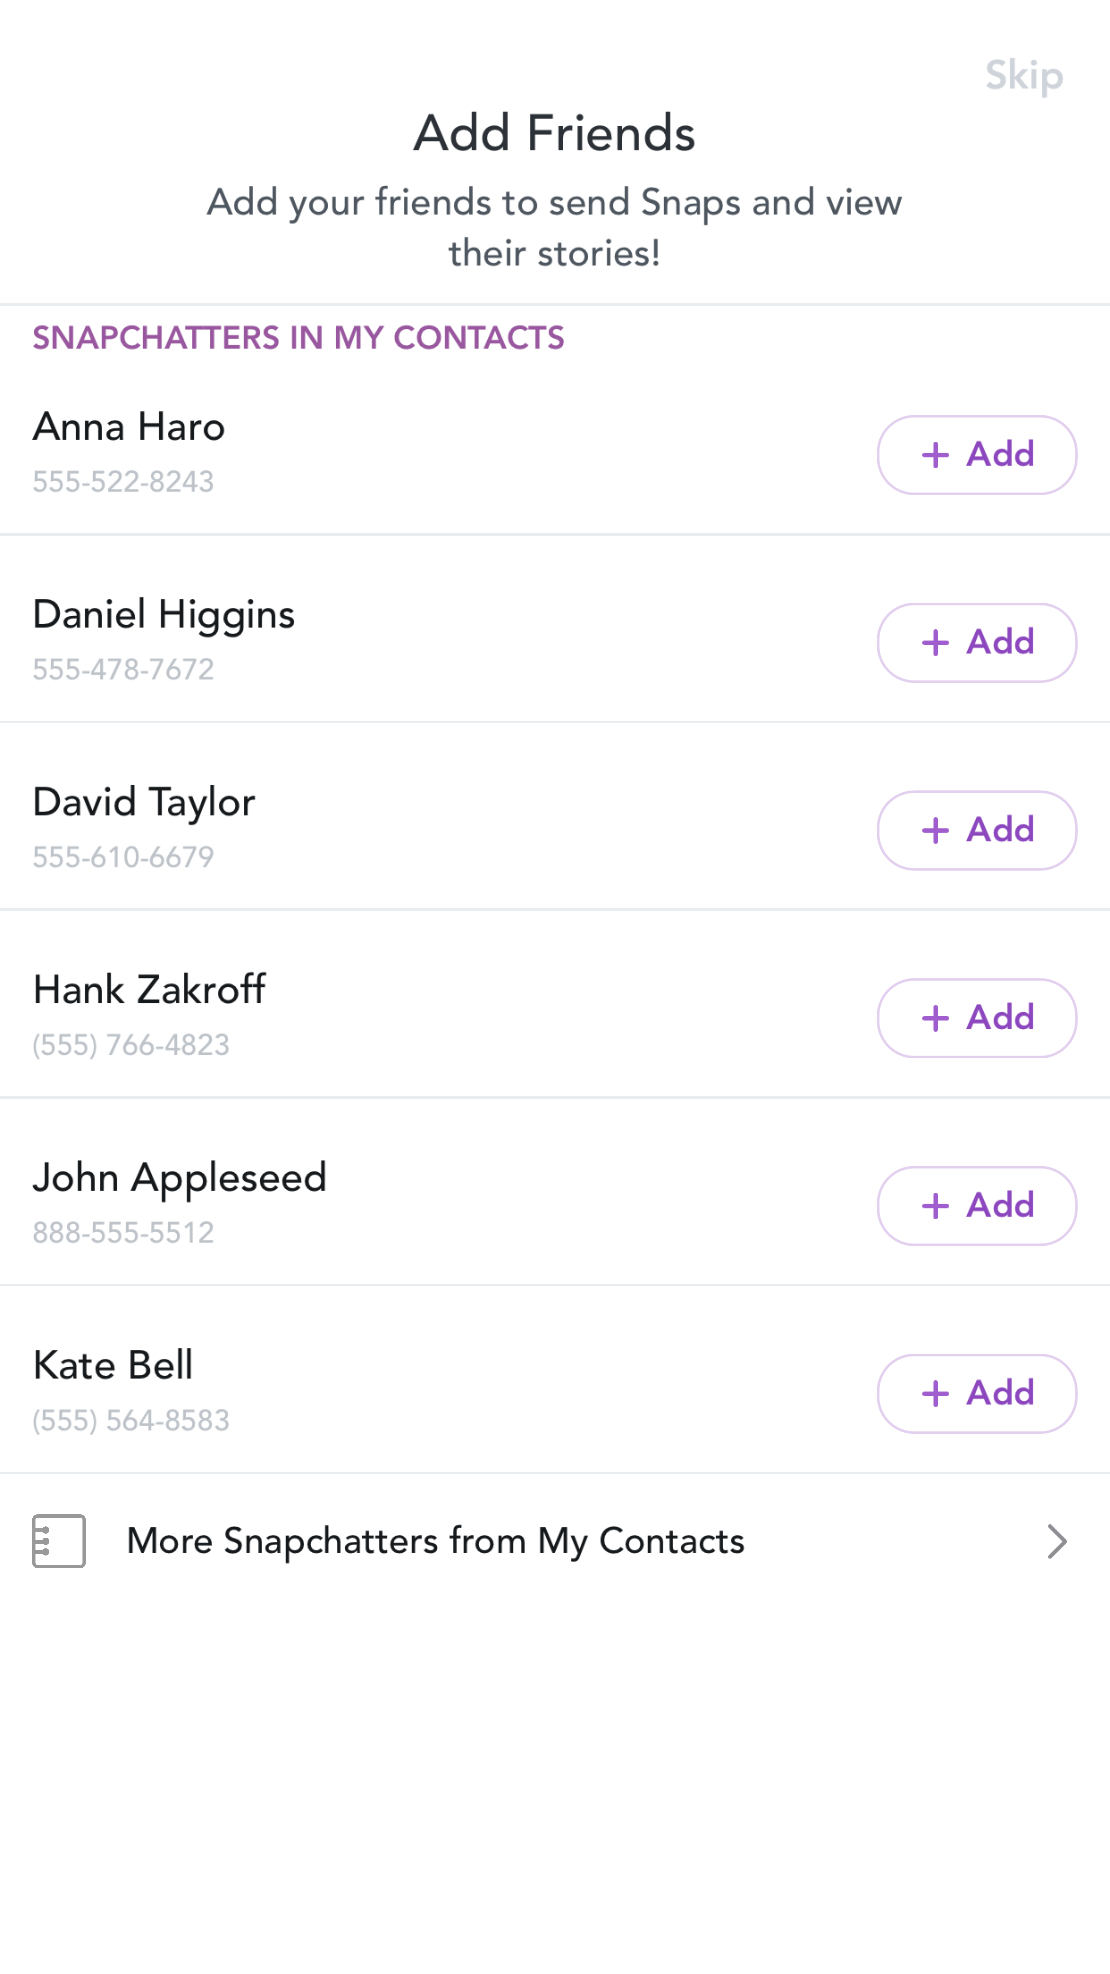 Skip
Add Friends
Add your friends to send Snaps and view
their stories!
SNAPCHATTERS IN MY CONTACTS
Anna Haro
555-522-8243
+ Add
Daniel Higgins
555-478-7672
+ Add
David Taylor
555-610-6679
+ Add
Hank Zakroff
(555) 766-4823
+ Add
John Appleseed
888-555-5512
+ Add
Kate Bell
(555) 564-8583
+ Add
More Snapchatters from My Contacts